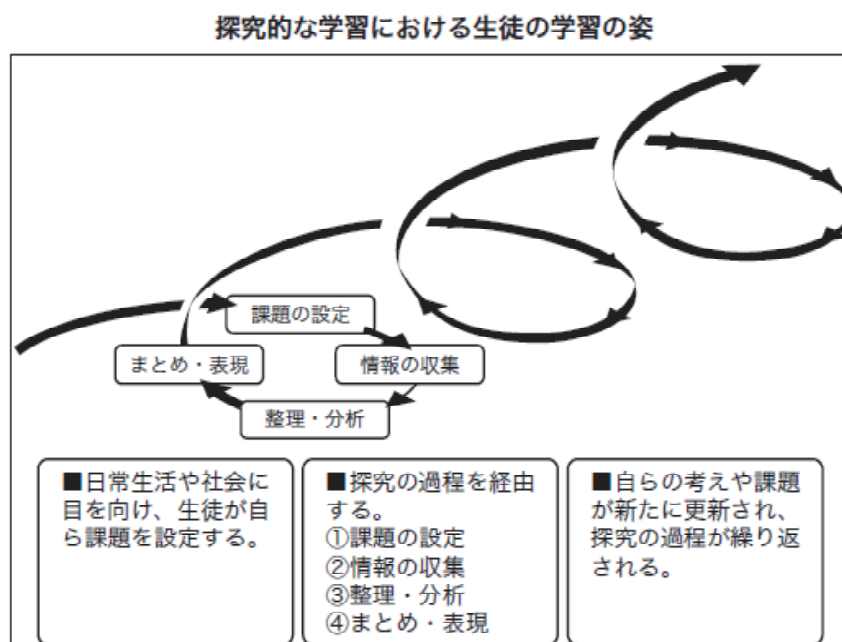 探究的な学習における生徒の学習の姿
課題の設定
まとめ・表現
情報の収集
整理・分析
■日常生活や社会に
目を向け、生徒が自
ら課題を設定する。
■探究の過程を経由
する。
①課題の設定
②情報の収集
③整理・分析
④まとめ・表現
■自らの考えや課題
が新たに更新され、
探究の過程が繰り返
される。